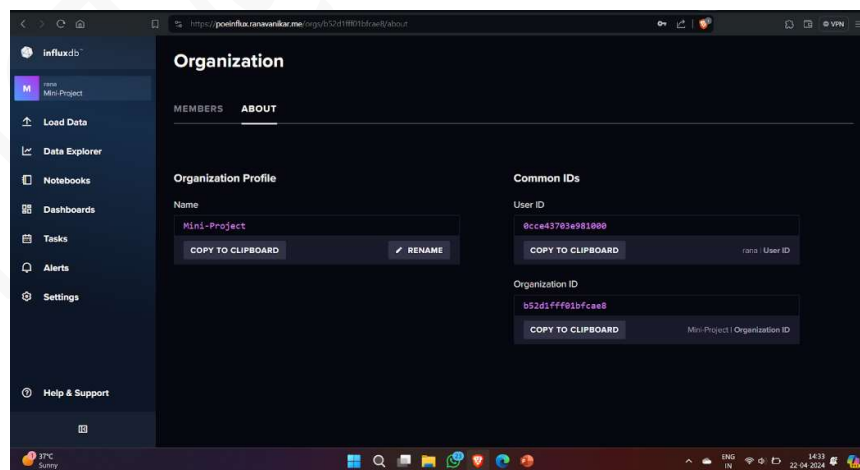 https://poeinflux.ranavanikar.me/orgs/b52d1fff01bfcae8/about
VPN
influxdb™
Organization
M
rana
Mini-Project
MEMBERS ABOUT
Load Data
Data Explorer
Notebooks
Dashboards
Tasks
Alerts
Settings
Help & Support
Organization Profile
Name
Mini-Project
COPY TO CLIPBOARD RENAME
Common IDs
User ID
0cce43703e981000
COPY TO CLIPBOARD rana | User ID
Organization ID
b52d1fff01bfcae8
COPY TO CLIPBOARD Mini-Project | Organization ID
37°C
Sunny
ENG
IN
14:33
22-04-2024